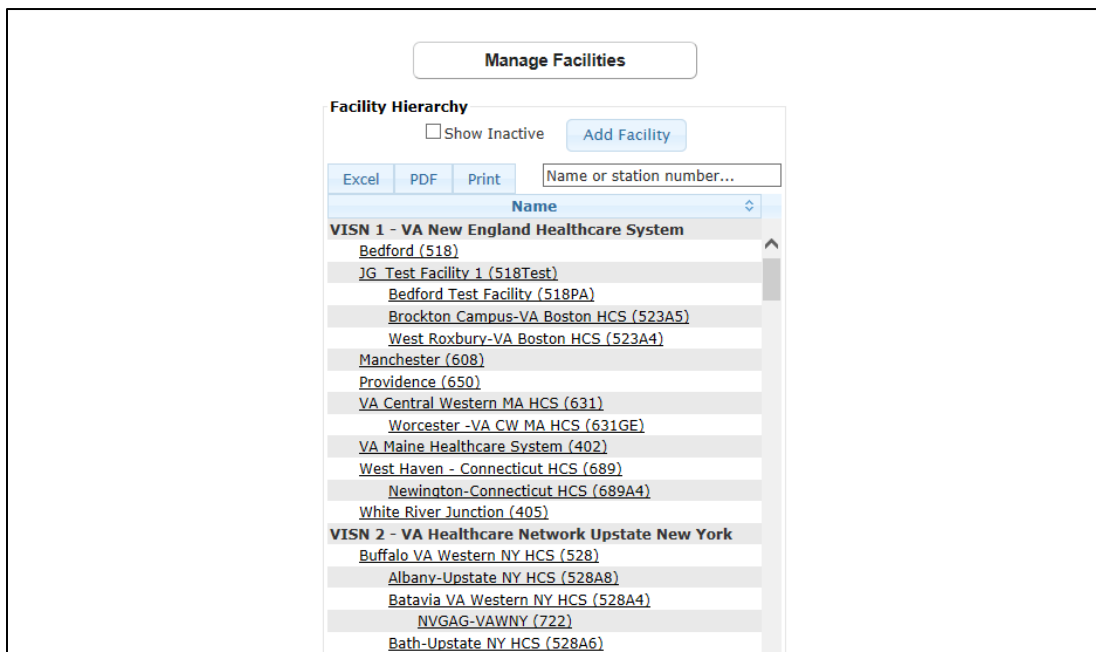 Manage Facilities
Facility Hierarchy
Show Inactive Add Facility
Excel PDF Print Name or station number...
Name
VISN 1 - VA New England Healthcare System
Bedford (518)
JG Test Facility 1 (518Test)
Bedford Test Facility (518PA)
Brockton Campus-VA Boston HCS (523A5)
West Roxbury-VA Boston HCS (523A4)
Manchester (608)
Providence (650)
VA Central Western MA HCS (631)
Worcester -VA CW MA HCS (631GE)
VA Maine Healthcare System (402)
West Haven - Connecticut HCS (689)
Newington-Connecticut HCS (689A4)
White River Junction (405)
VISN 2 - VA Healthcare Network Upstate New York
Buffalo VA Western NY HCS (528)
Albany-Upstate NY HCS (528A8)
Batavia VA Western NY HCS (528A4)
NVGAG-VAWNY (722)
Bath-Upstate NY HCS (528A6)